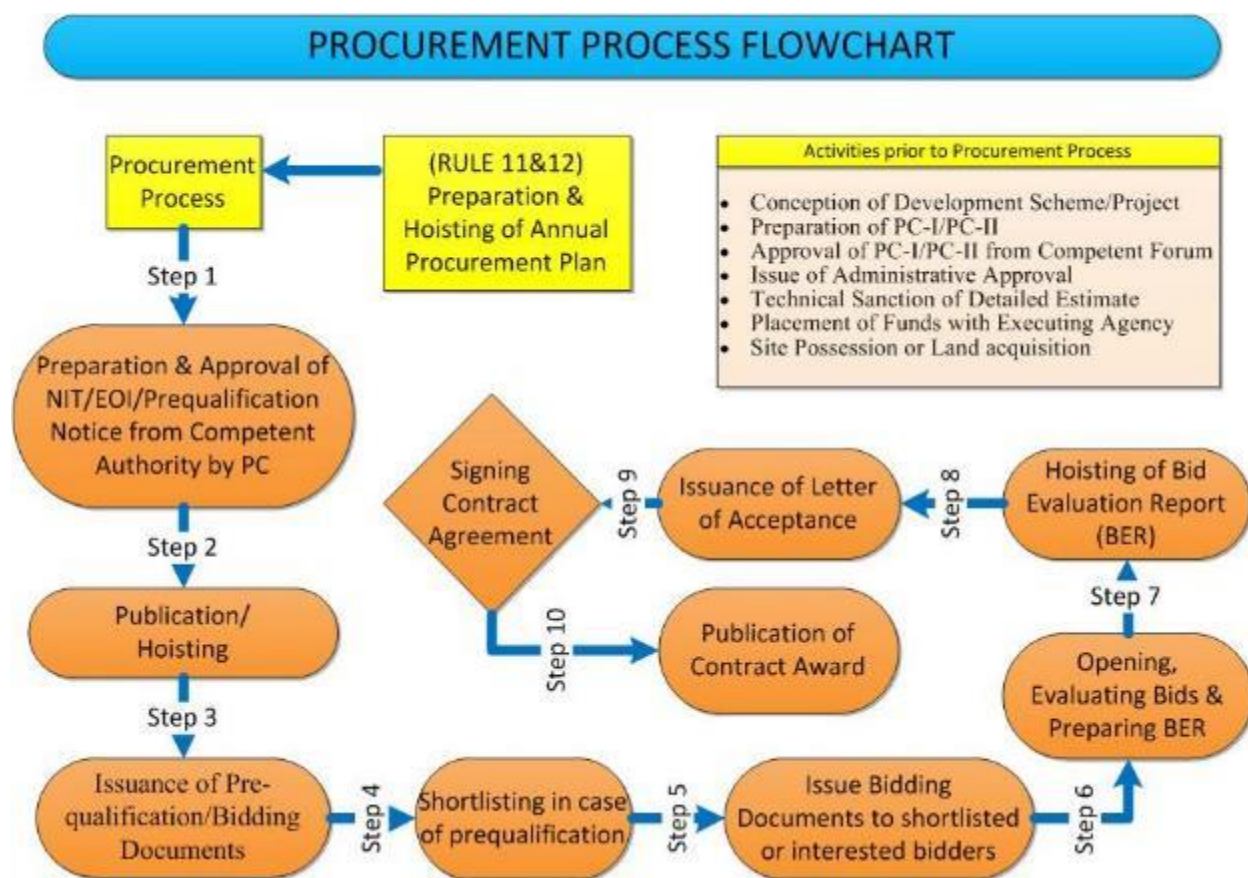 PROCUREMENT PROCESS FLOWCHART
Procurement
Process
(RULE 11&12)
Preparation &
Hoisting of Annual
Procurement Plan
Activities prior to Procurement Process
• Conception of Development Scheme/Project
• Preparation of PC-I/PC-II
• Approval of PC-I/PC-II from Competent Forum
• Issue of Administrative Approval
• Technical Sanction of Detailed Estimate
• Placement of Funds with Executing Agency
• Site Possession or Land acquisition
Step 1
Preparation & Approval of
NIT/EOI/Prequalification
Notice from Competent
Authority by PC
Step 2
Publication/
Hoisting
Step 3
Issuance of Pre-
qualification/Bidding
Documents
Step 4
Shortlisting in case
of prequalification
Step 5
Issue Bidding
Documents to shortlisted
or interested bidders
Step 6
Opening,
Evaluating Bids &
Preparing BER
Step 7
Hoisting of Bid
Evaluation Report
(BER)
Step 8
Issuance of Letter
of Acceptance
Step 9
Signing
Contract
Agreement
Step 10
Publication of
Contract Award